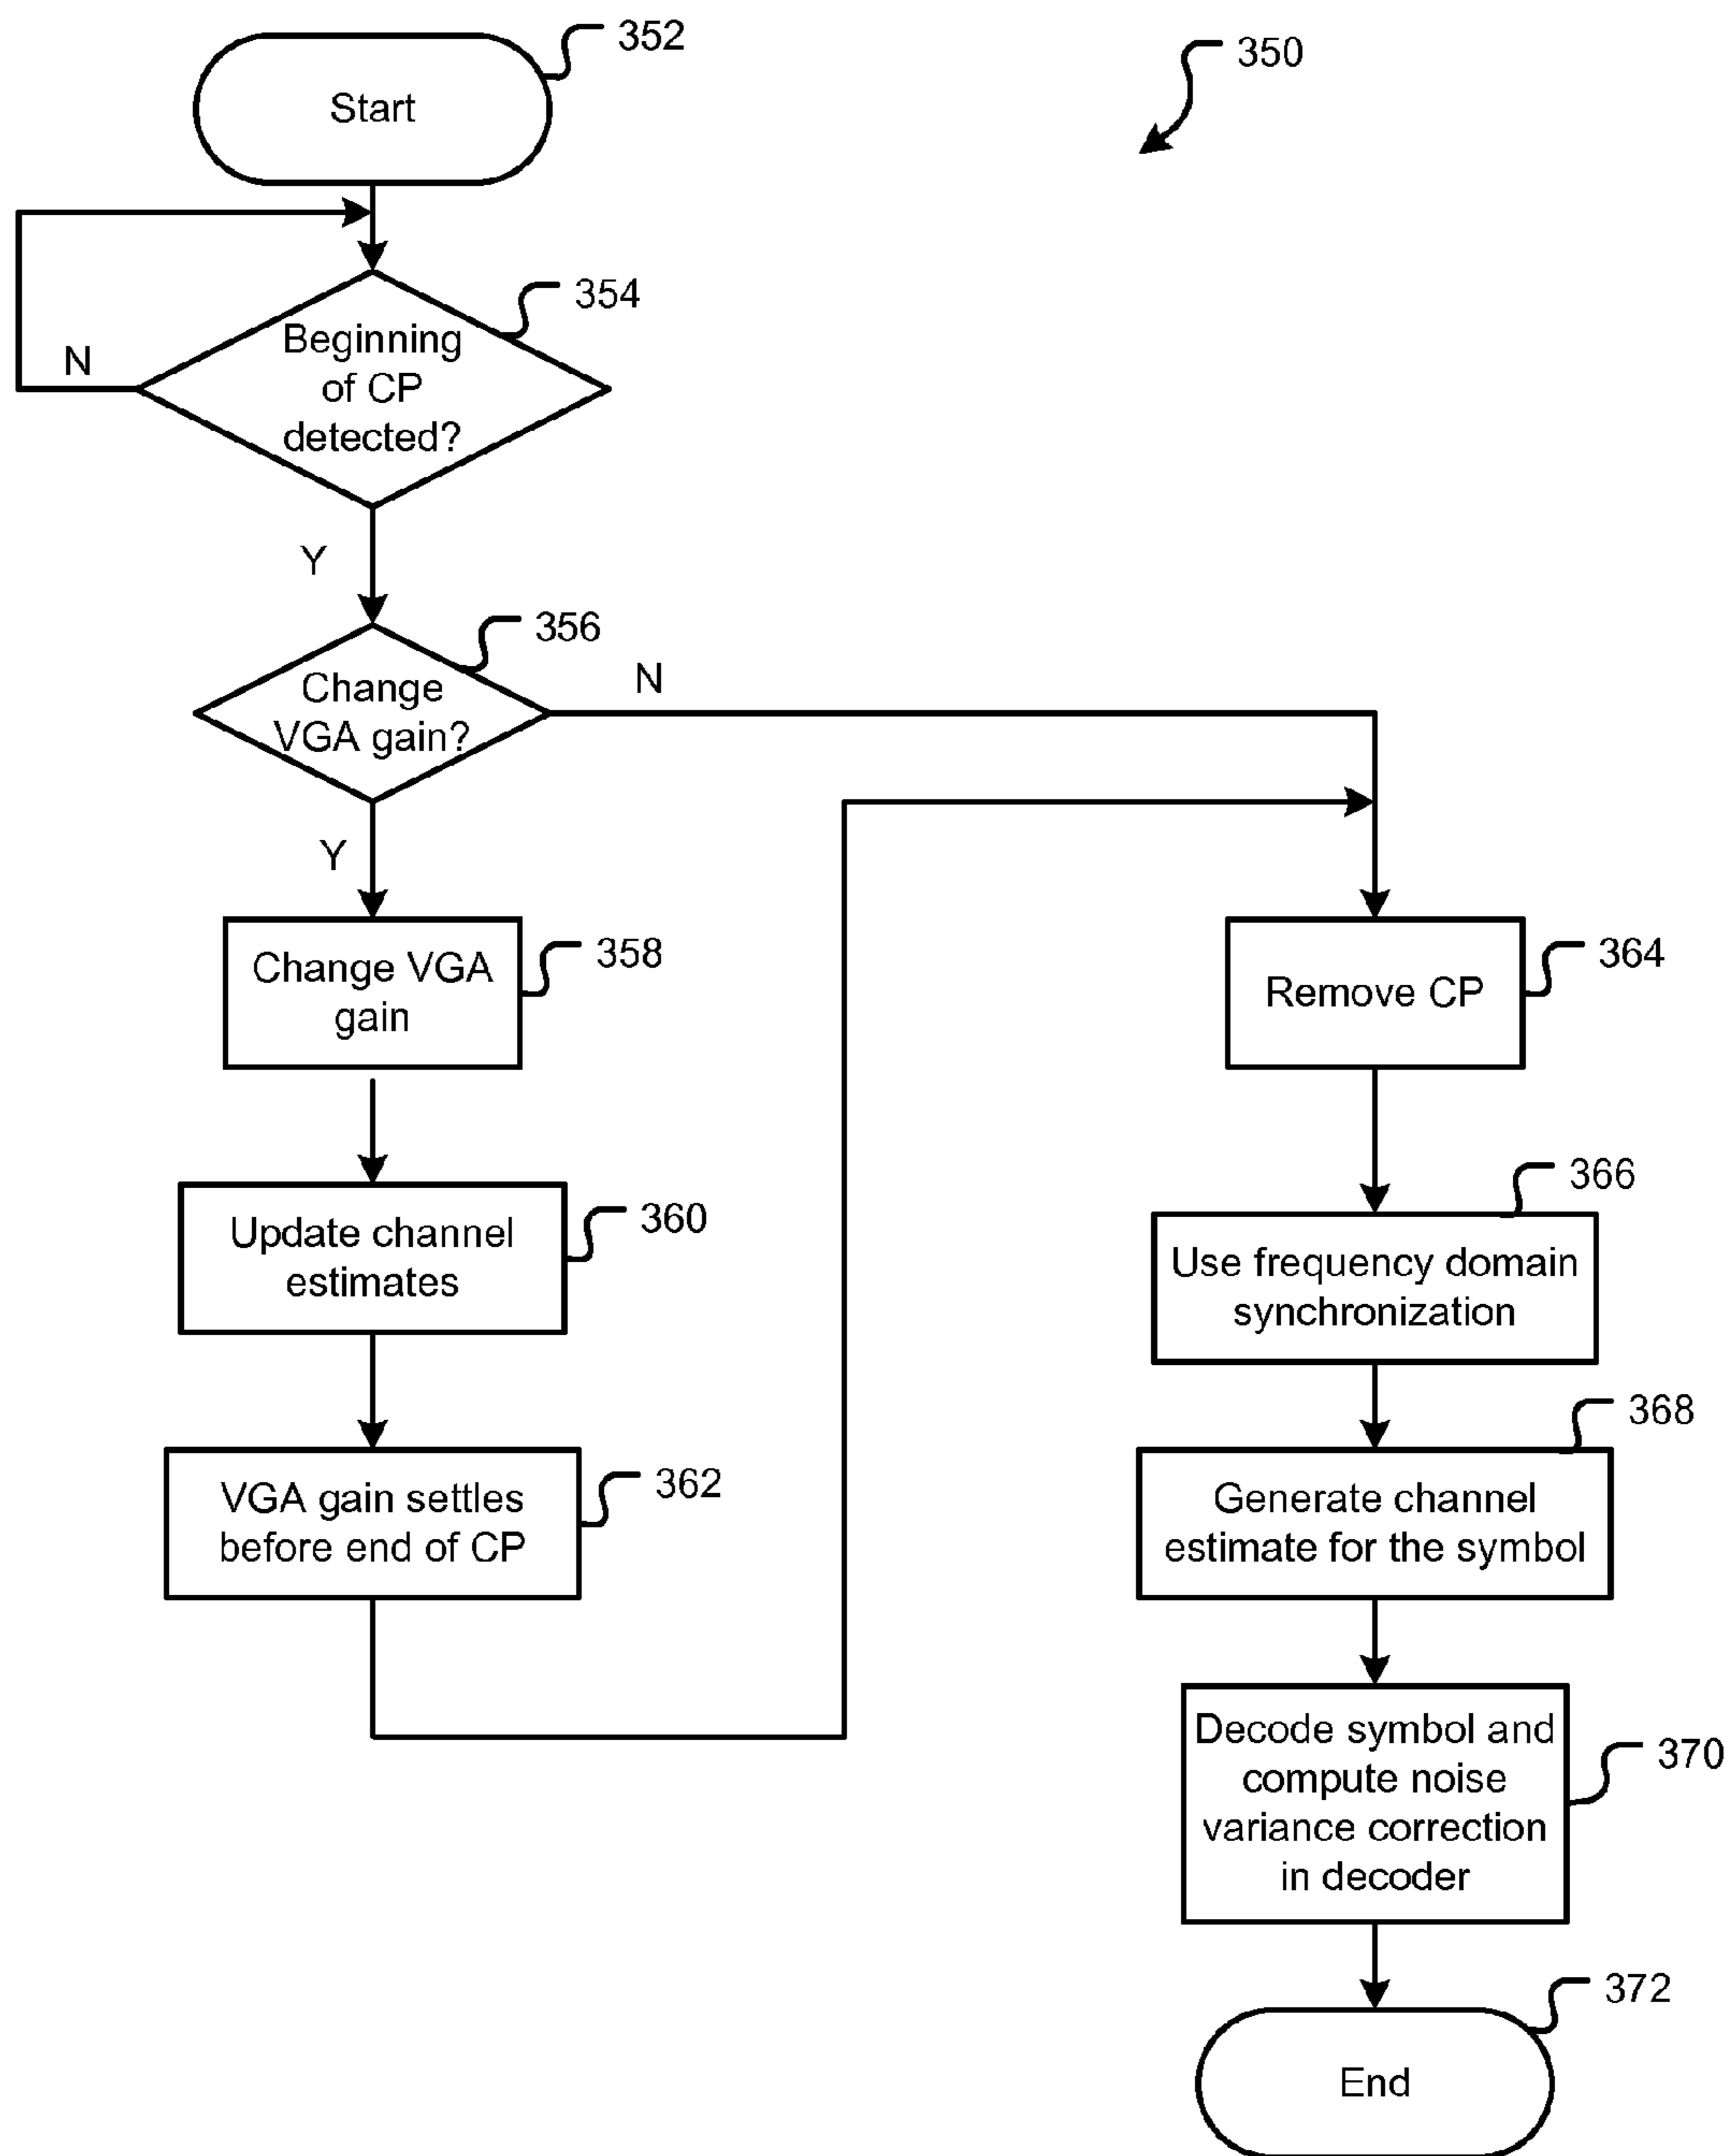 352
Start
350
354
Beginning
of CP
detected?
N
Y
356
Change
VGA gain?
N
Y
358
Change VGA
gain
360
Update channel
estimates
362
VGA gain settles
before end of CP
364
Remove CP
366
Use frequency domain
synchronization
368
Generate channel
estimate for the symbol
370
Decode symbol and
compute noise
variance correction
in decoder
372
End